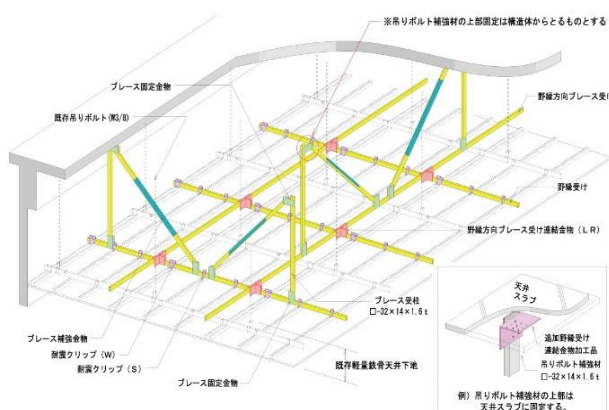 ※吊りボルト補強材の上部固定は構造体からとるものとする
ブレース固定金物
既存吊りボルト(W3/8)
野縁方向ブレース受け
野縁受け
野縁方向ブレース受け連結金物(LR)
ブレース受柱
□-32×14×1.6t
ブレース補強金物
耐震クリップ(W)
耐震クリップ(S)
ブレース固定金物
既存軽量鉄骨天井下地
天井
スラブ
追加野縁受け
連結金物加工品
吊りボルト補強材
□-32×14×1.6t
例)吊りボルト補強材の上部は
天井スラブに固定する。